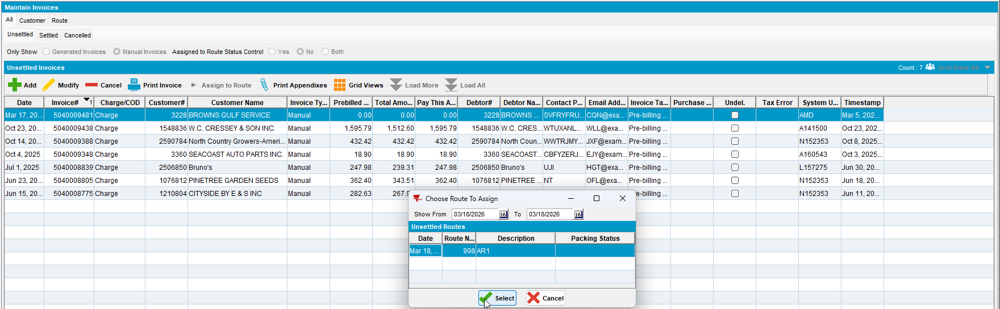 Maintain Invoices
All Customer Route
Unsettled Settled Cancelled
Only Show Generated Invoices Manual Invoices Assigned to Route Status Control Yes No Both
Unsettled Invoices Count : 7 Grid View All
Add Modify Cancel Print Invoice Assign to Route Print Appendixes Grid Views Load More Load All
Date Invoice# 1 Charge/COD Customer# Customer Name Invoice Ty... Prebilled ... Total Amo... Pay This A... Debtor# Debtor Na... Contact P... Email Add... Invoice Ta... Purchase ... Undel. Tax Error System U... Timestamp
Mar 17, 20... 5040009481 Charge 3228 BROWNS GULF SERVICE Manual 0.00 0.00 0.00 3228 BROWNS ... SVFRYFRU... CQN@exa... Pre-billing ... AMD Mar 5, 202...
Oct 23, 20... 5040009438 Charge 1548836 W.C. CRESSEY & SON INC. Manual 1,595.79 1,512.60 1,595.79 1548836 W.C. CRES... WTUXANL... WLL@exa... Pre-billing ... A141500 Oct 23, 202...
Oct 14, 20... 5040009388 Charge 2590784 North Country Growers-Ameri... Manual 432.42 432.42 432.42 2590784 North Coun... WWTRJMY... JXF@exam... Pre-billing ... N152353 Oct 8, 2025...
Oct 4, 2025 5040009348 Charge 3360 SEACOAST AUTO PARTS INC. Manual 18.90 18.90 18.90 3360 SEACOAST... CBFYZERJ... EJY@exam... Pre-billing ... A160543 Oct 3, 2025...
Jul 1, 2025 5040008839 Charge 2506850 Bruno's Manual 247.98 239.31 247.98 2506850 Bruno's UJI HGT@exa... Pre-billing ... L157275 Jun 30, 20...
Jun 23, 20... 5040008805 Charge 1076812 PINETREE GARDEN SEEDS Manual 362.40 343.51 362.40 1076812 PINETREE ... NT OFL@exa... Pre-billing ... N152353 Jun 18, 20...
Jun 15, 20... 5040008775 Charge 1210804 CITYSIDE BY E & S INC Manual 282.63 267.9 e-billing ... N152353 Jun 11, 20...
Choose Route To Assign
Show From 03/18/2026 16 To 03/18/2026 16
Unsettled Routes
Date Route N... Description Packing Status
Mar 18, ... 998 AR1
Select Cancel